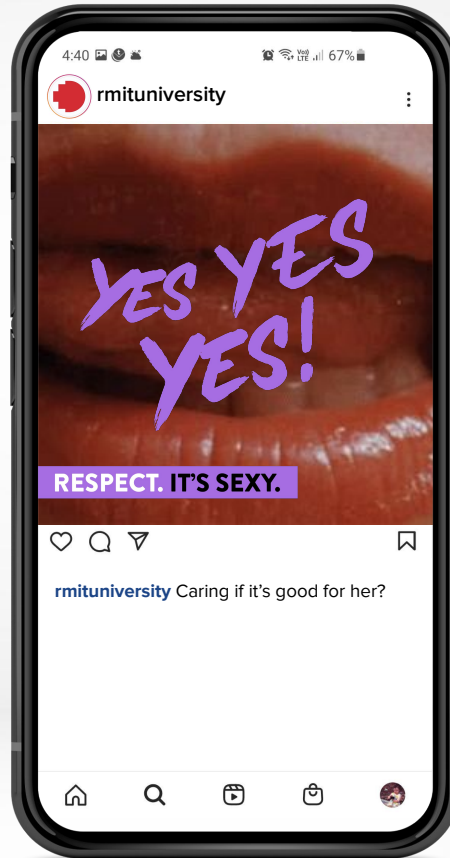 4:40 67%
rmituniversity
YES YES
YES!
RESPECT. IT'S SEXY.
rmituniversity Caring if it's good for her?